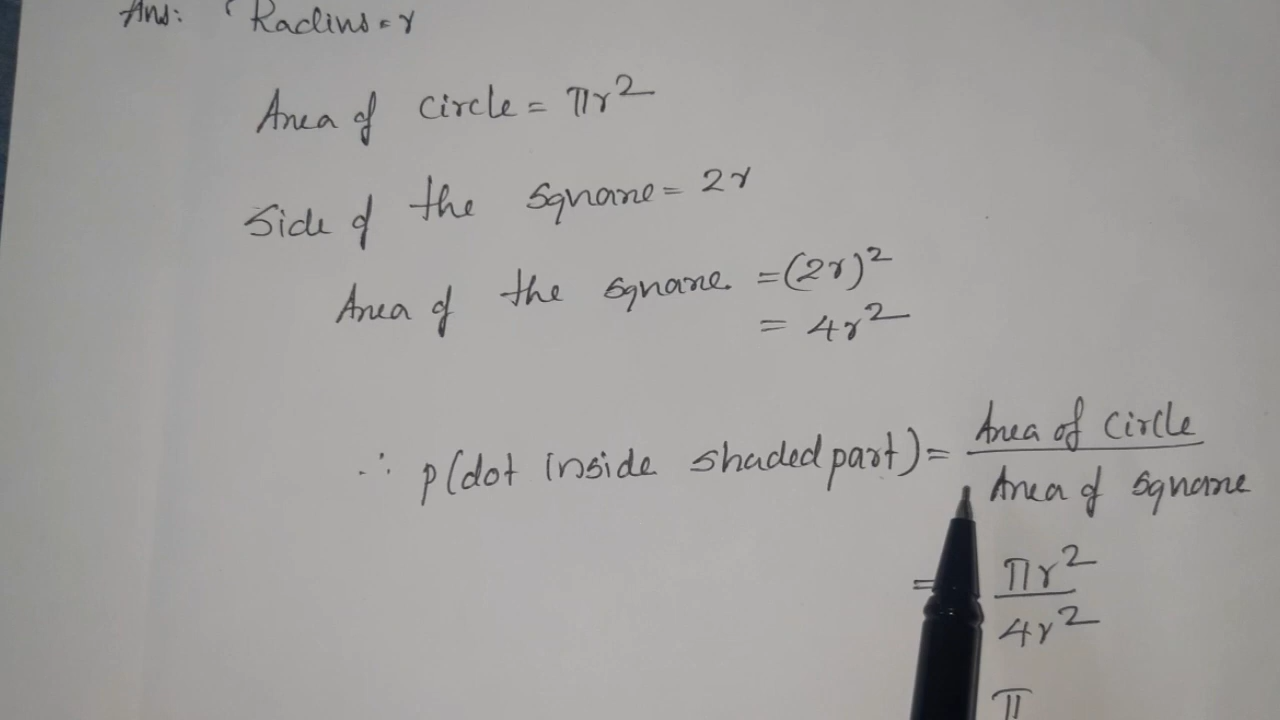 Ans: ( Radius = r
Area of circle = πr²
Side of the square = 2r
Area of the square = (2r)²
= 4r²
∴ p(dot inside shaded part) = Area of circle / Area of square
= πr² / 4r²
π